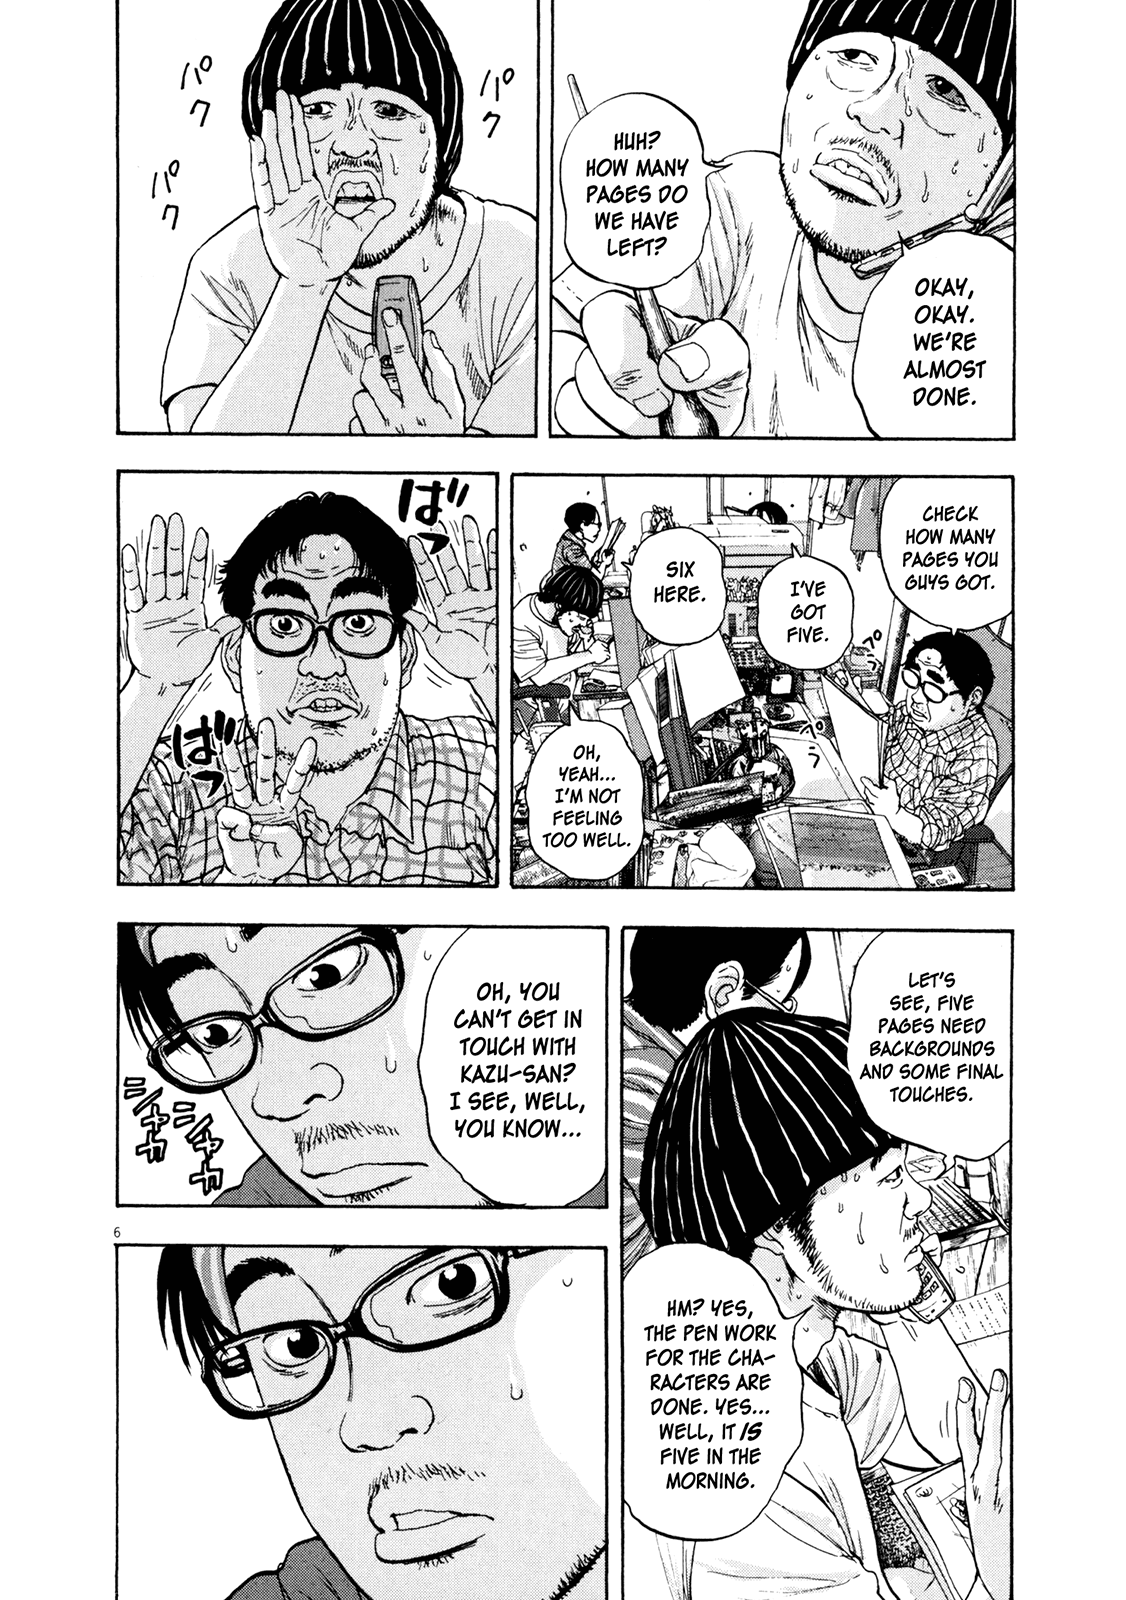 HUH?
HOW MANY
PAGES DO
WE HAVE
LEFT?
OKAY,
OKAY.
WE'RE
ALMOST
DONE.
パク
パク
パク
CHECK
HOW MANY
PAGES YOU
GUYS GOT.
I'VE
GOT
FIVE.
SIX
HERE.
ペラ
ペラ
OH,
YEAH...
I'M NOT
FEELING
TOO WELL.
ばっ
ばっ
LET'S
SEE, FIVE
PAGES NEED
BACKGROUNDS
AND SOME FINAL
TOUCHES.
HM? YES,
THE PEN WORK
FOR THE CHA-
RACTERS ARE
DONE. YES...
WELL, IT IS
FIVE IN THE
MORNING.
OH, YOU
CAN'T GET IN
TOUCH WITH
KAZU-SAN?
I SEE, WELL,
YOU KNOW...
シャカ
シャカ
6